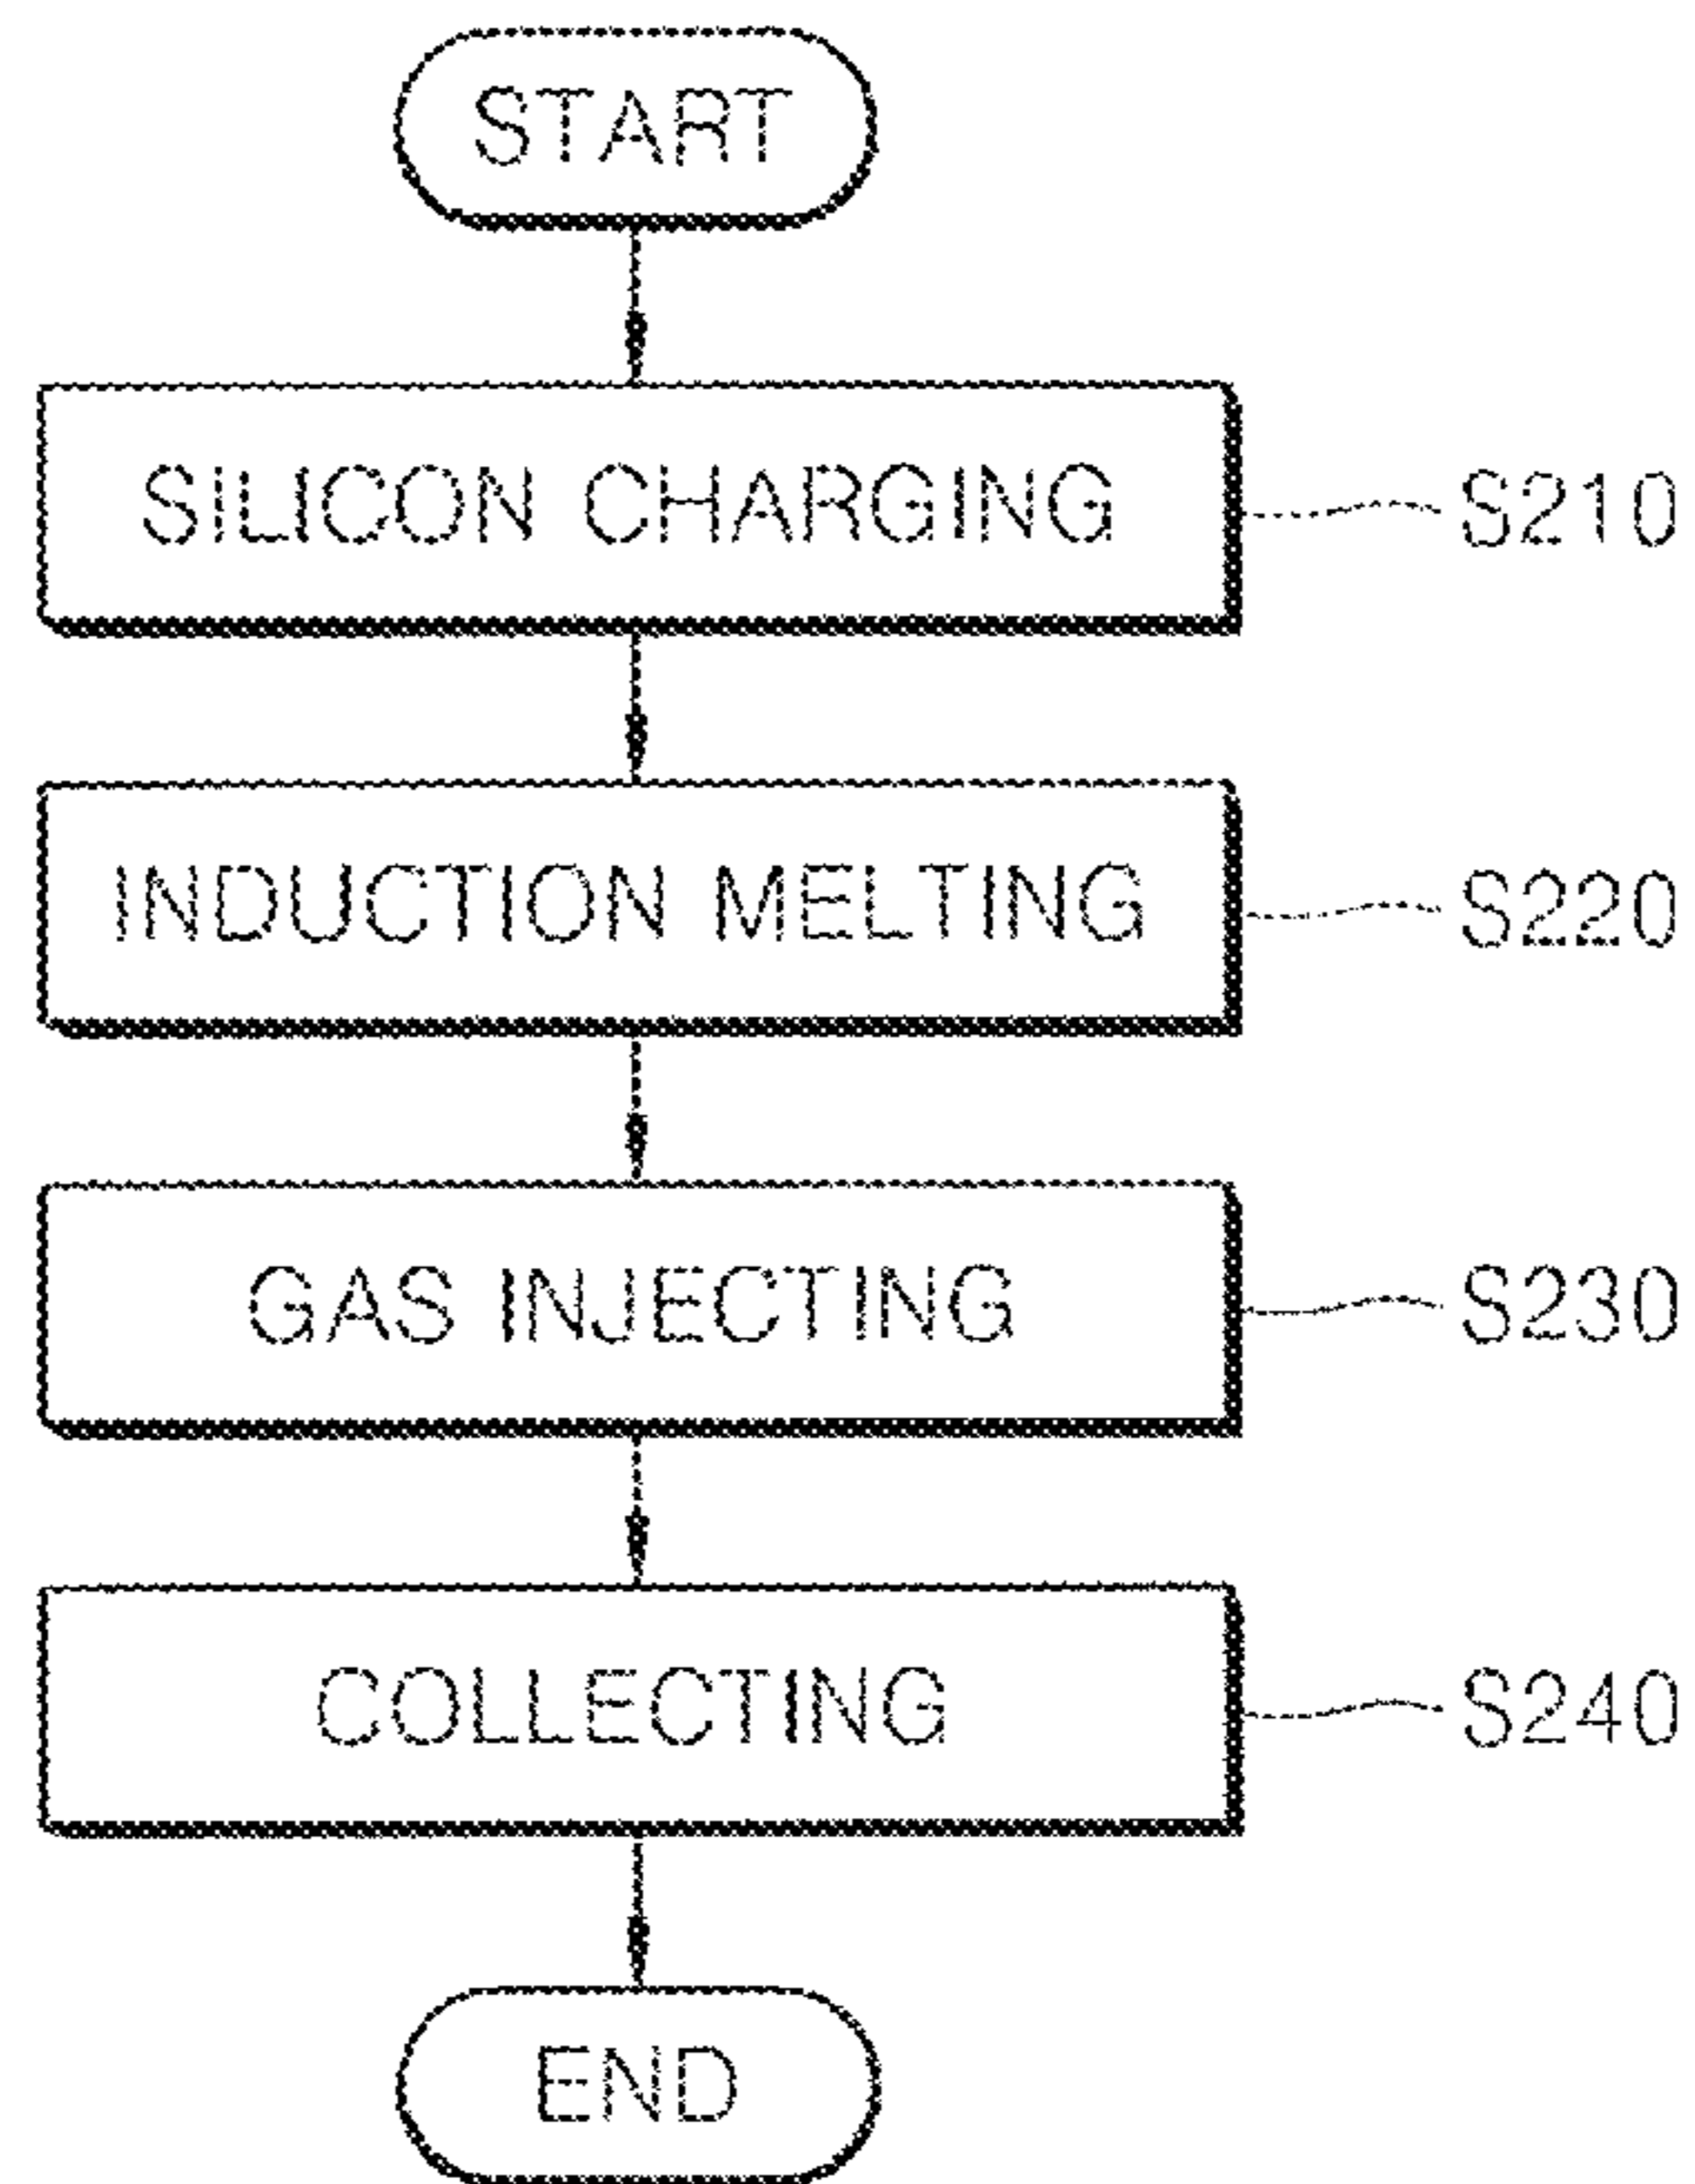 START
SILICON CHARGING S210
INDUCTION MELTING S220
GAS INJECTING S230
COLLECTING S240
END